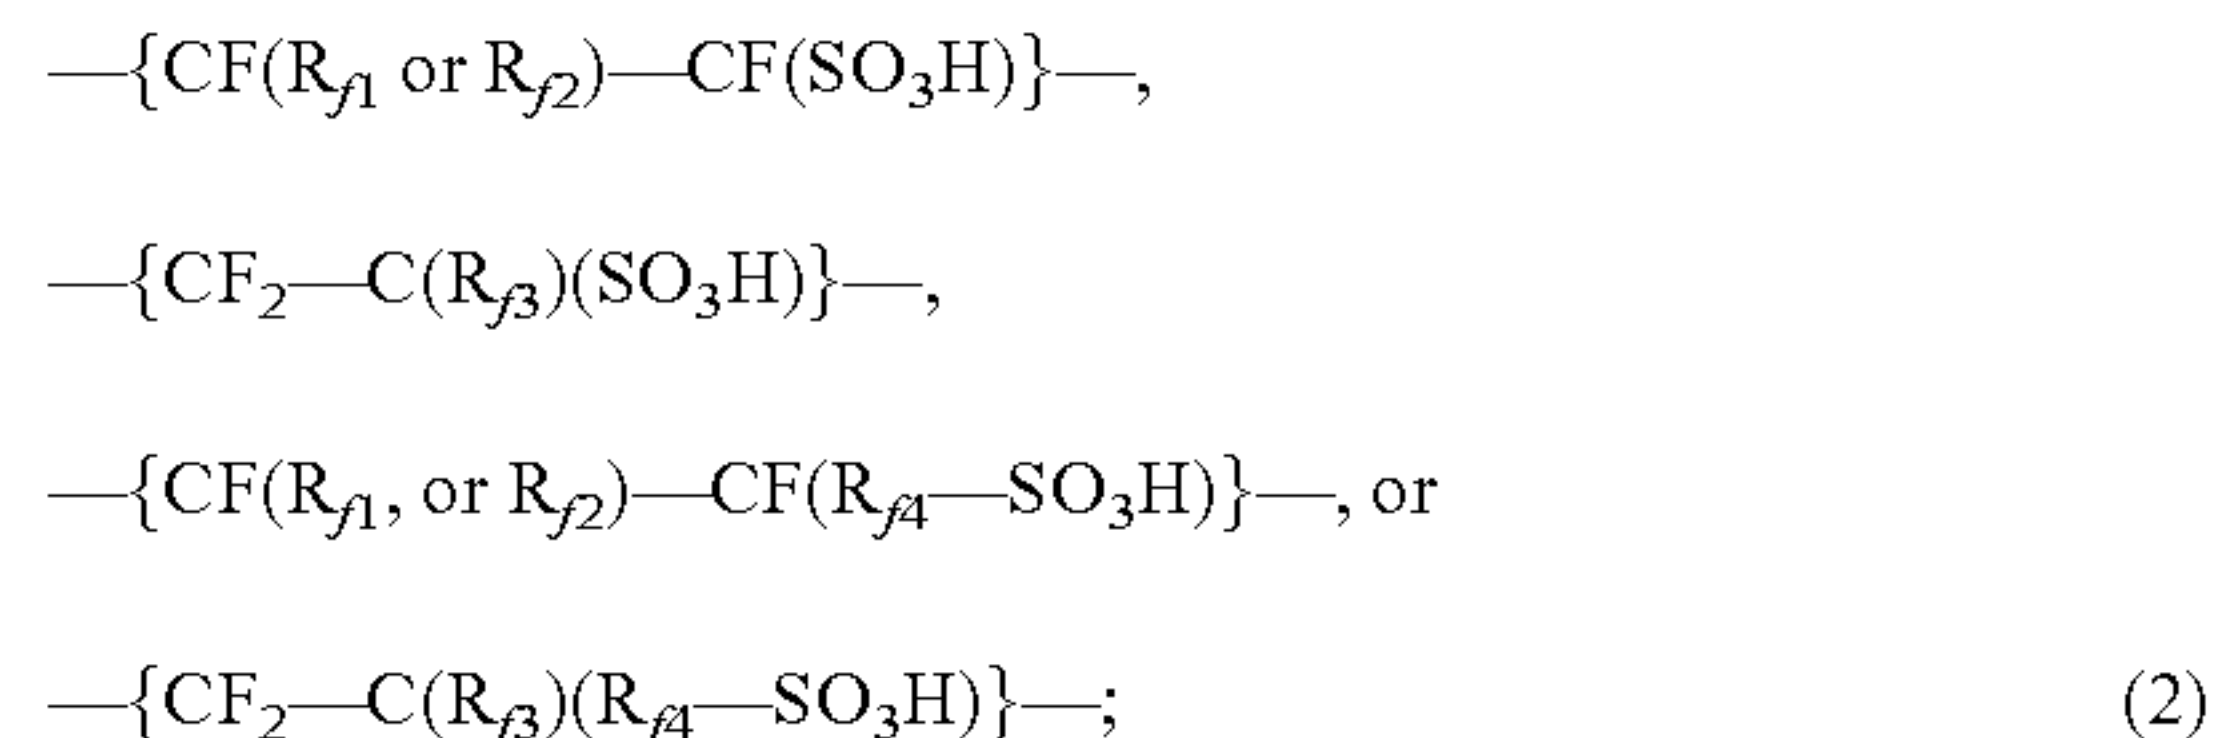 —{CF(R_f1 or R_f2)—CF(SO₃H)}—,
—{CF₂—C(R_f3)(SO₃H)}—,
—{CF(R_f1, or R_f2)—CF(R_f4—SO₃H)}—, or
—{CF₂—C(R_f3)(R_f4—SO₃H)}—; (2)